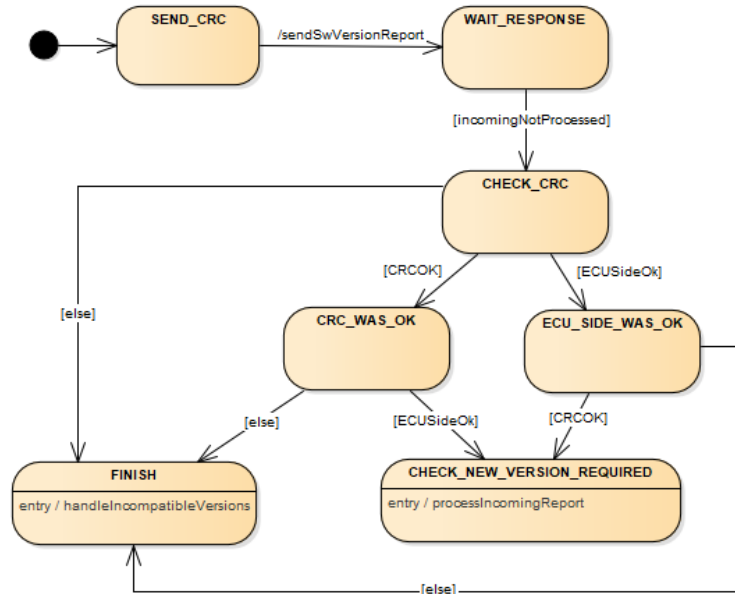 SEND_CRC
WAIT_RESPONSE
/sendSwVersionReport
[incomingNotProcessed]
CHECK_CRC
[CRCOK]
[ECUSideOk]
[else]
CRC_WAS_OK
ECU_SIDE_WAS_OK
[else]
[ECUSideOk]
[CRCOK]
FINISH
entry / handleIncompatibleVersions
CHECK_NEW_VERSION_REQUIRED
entry / processIncomingReport
[else]